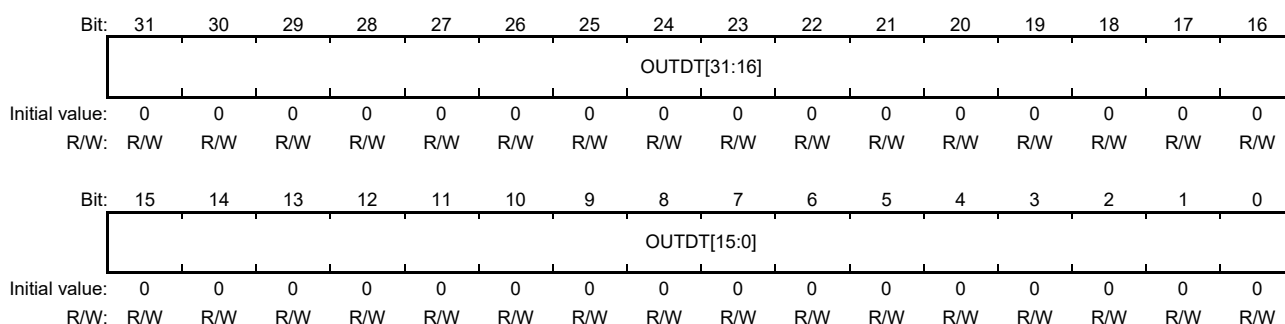 Bit: 31 30 29 28 27 26 25 24 23 22 21 20 19 18 17 16
OUTDT[31:16]
Initial value: 0 0 0 0 0 0 0 0 0 0 0 0 0 0 0 0
R/W: R/W R/W R/W R/W R/W R/W R/W R/W R/W R/W R/W R/W R/W R/W R/W R/W
Bit: 15 14 13 12 11 10 9 8 7 6 5 4 3 2 1 0
OUTDT[15:0]
Initial value: 0 0 0 0 0 0 0 0 0 0 0 0 0 0 0 0
R/W: R/W R/W R/W R/W R/W R/W R/W R/W R/W R/W R/W R/W R/W R/W R/W R/W